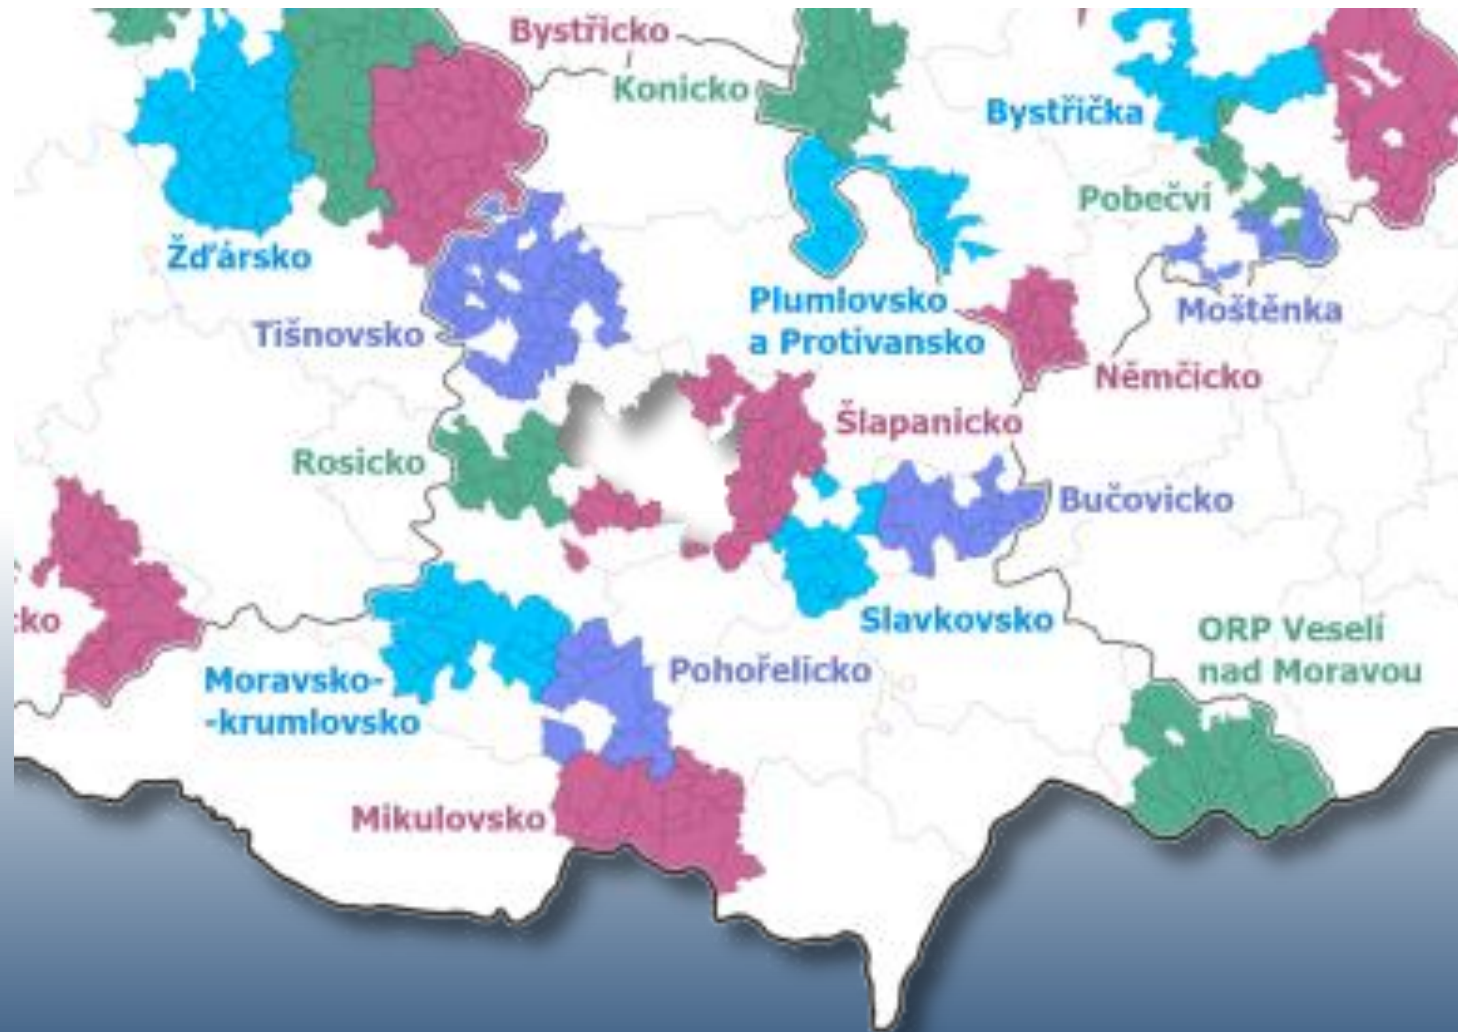 Bystřicko
Konicko
Bystřička
Pobečví
Žďársko
Moštěnka
Plumlovsko
a Protivansko
Tišnovsko
Němčicko
Šlapanicko
Rosicko
Bučovicko
Slavkovsko
cko
ORP Veselí
nad Moravou
Pohořelicko
Moravsko-
-krumlovsko
Mikulovsko